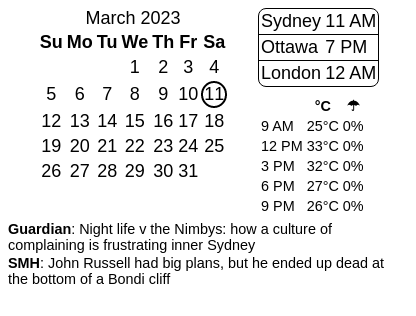 March 2023
Su Mo Tu We Th Fr Sa
1 2 3 4
5 6 7 8 9 10 11
12 13 14 15 16 17 18
19 20 21 22 23 24 25
26 27 28 29 30 31
Sydney 11 AM
Ottawa 7 PM
London 12 AM
°C ☂
9 AM 25°C 0%
12 PM 33°C 0%
3 PM 32°C 0%
6 PM 27°C 0%
9 PM 26°C 0%
Guardian: Night life v the Nimbys: how a culture of
complaining is frustrating inner Sydney
SMH: John Russell had big plans, but he ended up dead at
the bottom of a Bondi cliff